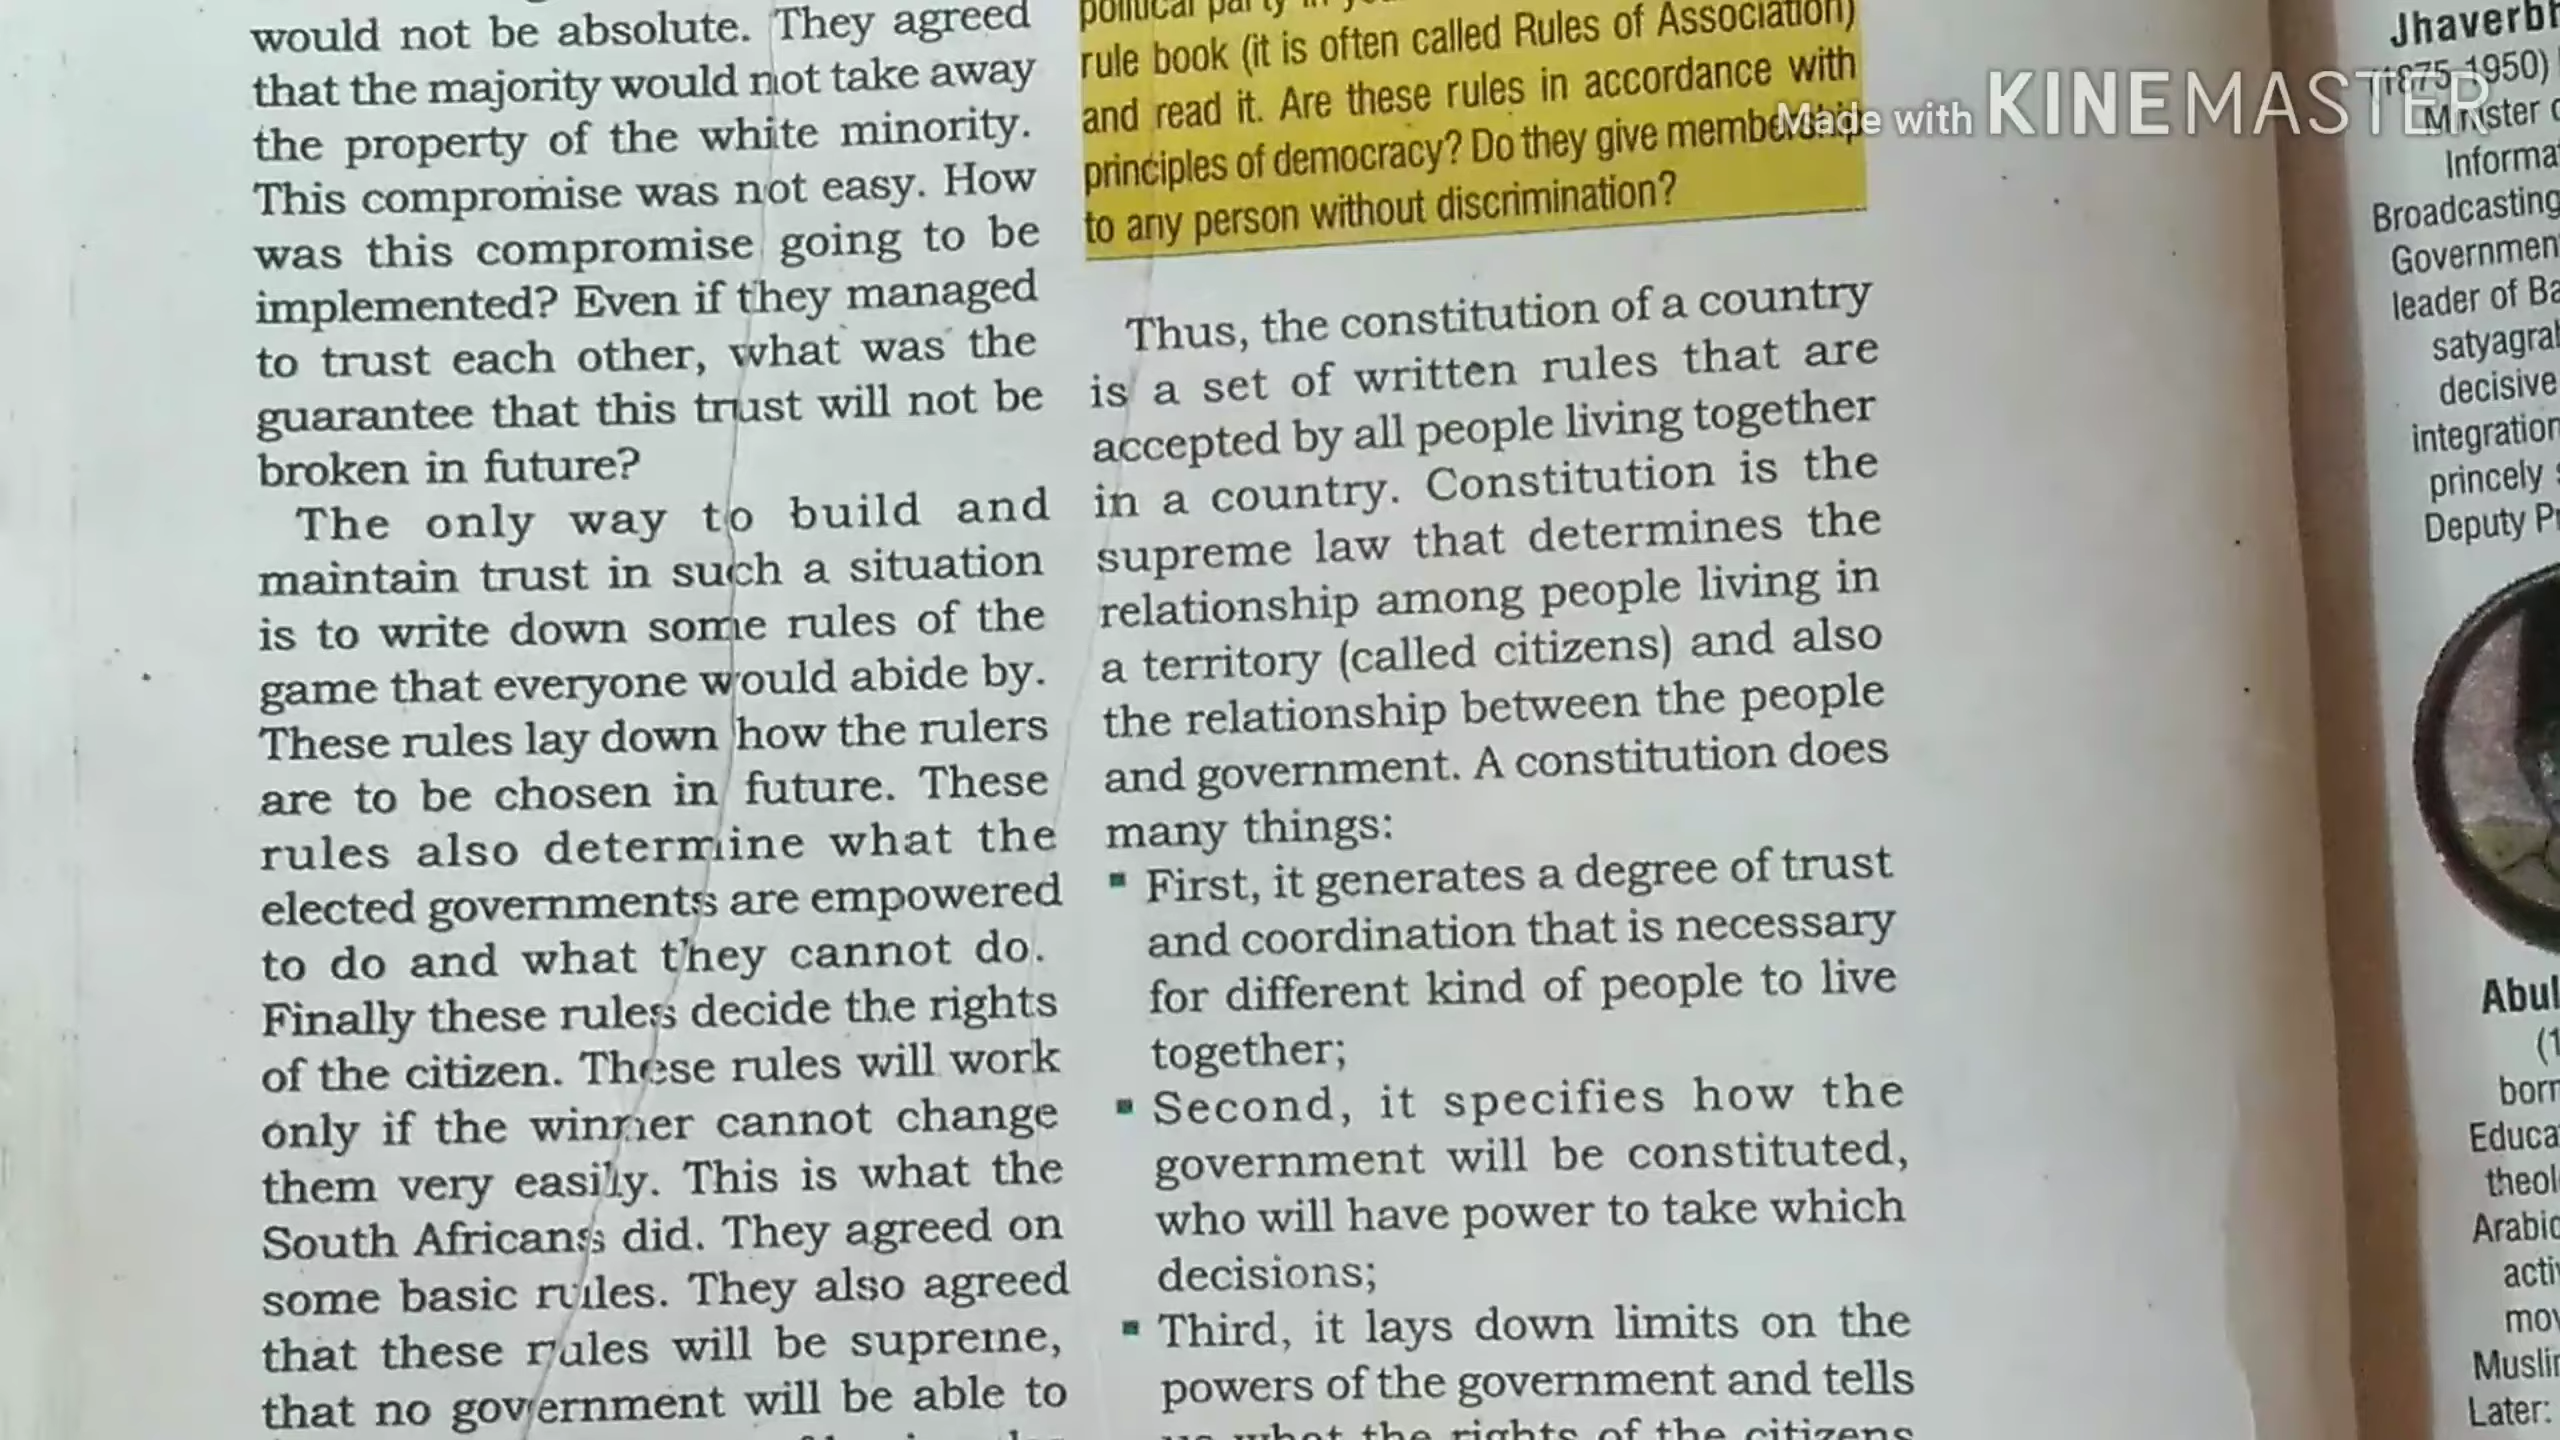 would not be absolute. They agreed
that the majority would not take away
the property of the white minority.
This compromise was not easy. How
was this compromise going to be
implemented? Even if they managed
to trust each other, what was the
guarantee that this trust will not be
broken in future?
The only way to build and
maintain trust in such a situation
is to write down some rules of the
game that everyone would abide by.
These rules lay down how the rulers
are to be chosen in future. These
rules also determine what the
elected governments are empowered
to do and what they cannot do.
Finally these rules decide the rights
of the citizen. These rules will work
only if the winner cannot change
them very easily. This is what the
South Africans did. They agreed on
some basic rules. They also agreed
that these rules will be supreme,
that no government will be able to
political party in
rule book (it is often called Rules of Association)
and read it. Are these rules in accordance with
principles of democracy? Do they give membership
to any person without discrimination?
Thus, the constitution of a country
is a set of written rules that are
accepted by all people living together
in a country. Constitution is the
supreme law that determines the
relationship among people living in
a territory (called citizens) and also
the relationship between the people
and government. A constitution does
many things:
▪ First, it generates a degree of trust
and coordination that is necessary
for different kind of people to live
together;
▪ Second, it specifies how the
government will be constituted,
who will have power to take which
decisions;
▪ Third, it lays down limits on the
powers of the government and tells
what the rights of the citizens
Made with KINEMASTER
(1875-1950)
Minister
Broadcasting
leader of
decisive
princely
Deputy
Abul
born
Later: